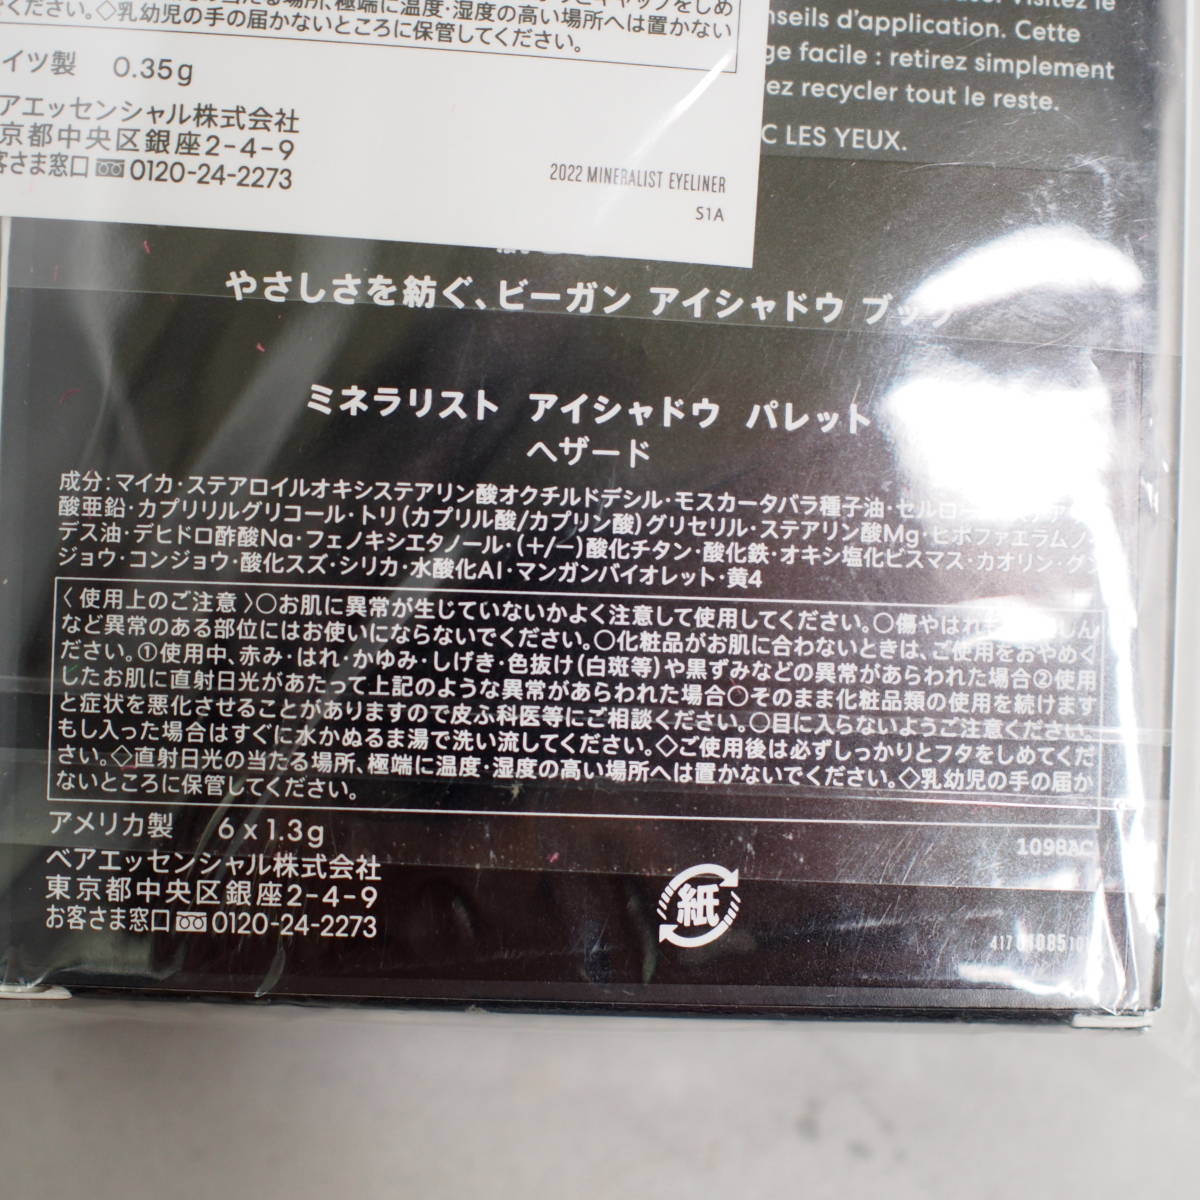 ください。◇乳幼児の手の届かないところに保管してください。
イツ製 0.35g
アエッセンシャル株式会社
京都中央区銀座2-4-9
客さま窓口 0120-24-2273
2022 MINERALIST EYELINER
S1A
Visitez le
nseils d'application. Cette
ge facile : retirez simplement
ez recycler tout le reste.
C LES YEUX.
やさしさを紡ぐ、ビーガン アイシャドウ ブック
ミネラリスト アイシャドウ パレット
ヘザード
成分:マイカ・ステアロイルオキシステアリン酸オクチルドデシル・モスカータバラ種子油・セルロー
酸亜鉛・カプリリルグリコール・トリ(カプリル酸/カプリン酸)グリセリル・ステアリン酸Mg・ヒポファエラムノ
デス油・デヒドロ酢酸Na・フェノキシエタノール・(+/−)酸化チタン・酸化鉄・オキシ塩化ビスマス・カオリン・グン
ジョウ・コンジョウ・酸化スズ・シリカ・水酸化Al・マンガンバイオレット・黄4
〈使用上のご注意〉○お肌に異常が生じていないかよく注意して使用してください。○傷やはれもの、しっしん
など異常のある部位にはお使いにならないでください。○化粧品がお肌に合わないときは、ご使用をおやめく
ださい。①使用中、赤み・はれ・かゆみ・しげき・色抜け(白斑等)や黒ずみなどの異常があらわれた場合②使用
したお肌に直射日光があたって上記のような異常があらわれた場合○そのまま化粧品類の使用を続けます
と症状を悪化させることがありますので皮ふ科医等にご相談ください。○目に入らないようご注意ください、
もし入った場合はすぐに水かぬるま湯で洗い流してください。◇ご使用後は必ずしっかりとフタをしめてくだ
さい。◇直射日光の当たる場所、極端に温度・湿度の高い場所へは置かないでください。◇乳幼児の手の届か
ないところに保管してください。
アメリカ製 6 x 1.3g
1098AC
ベアエッセンシャル株式会社
東京都中央区銀座2-4-9
お客さま窓口 0120-24-2273
紙